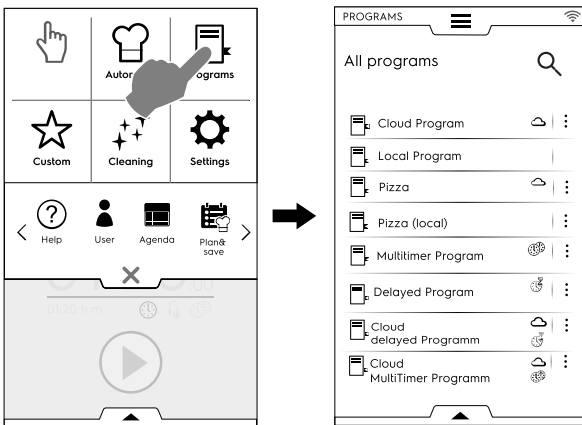 Programs
Custom
Cleaning
Settings
Help
User
Agenda
Plan&
save
PROGRAMS
All programs
Cloud Program
Local Program
Pizza
Pizza (local)
Multitimer Program
Delayed Program
Cloud
delayed Programm
Cloud
MultiTimer Programm